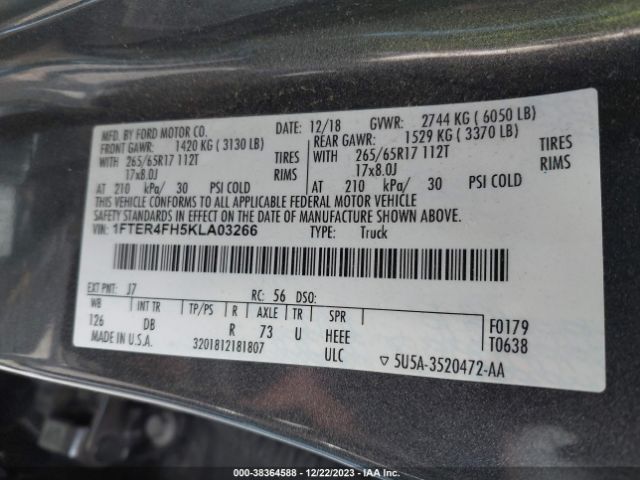 MFD. BY FORD MOTOR CO.
DATE: 12/18 GVWR: 2744 KG ( 6050 LB)
FRONT GAWR: 1420 KG ( 3130 LB)
REAR GAWR: 1529 KG ( 3370 LB)
WITH 265/65R17 112T TIRES
WITH 265/65R17 112T TIRES
17x8.0J RIMS
17x8.0J RIMS
AT 210 kPa/ 30 PSI COLD
AT 210 kPa/ 30 PSI COLD
THIS VEHICLE CONFORMS TO ALL APPLICABLE FEDERAL MOTOR VEHICLE
SAFETY STANDARDS IN EFFECT ON THE DATE OF MANUFACTURE SHOWN ABOVE.
VIN: 1FTER4FH5KLA03266 TYPE: Truck
EXT PNT: J7 RC: 56 DSO:
WB INT TR TP/PS R AXLE TR SPR
126 DB R 73 U HEEE
F0179
T0638
MADE IN U.S.A. 3201812181807 ULC
▽ 5U5A-3520472-AA
000-38364588 - 12/22/2023 - IAA Inc.